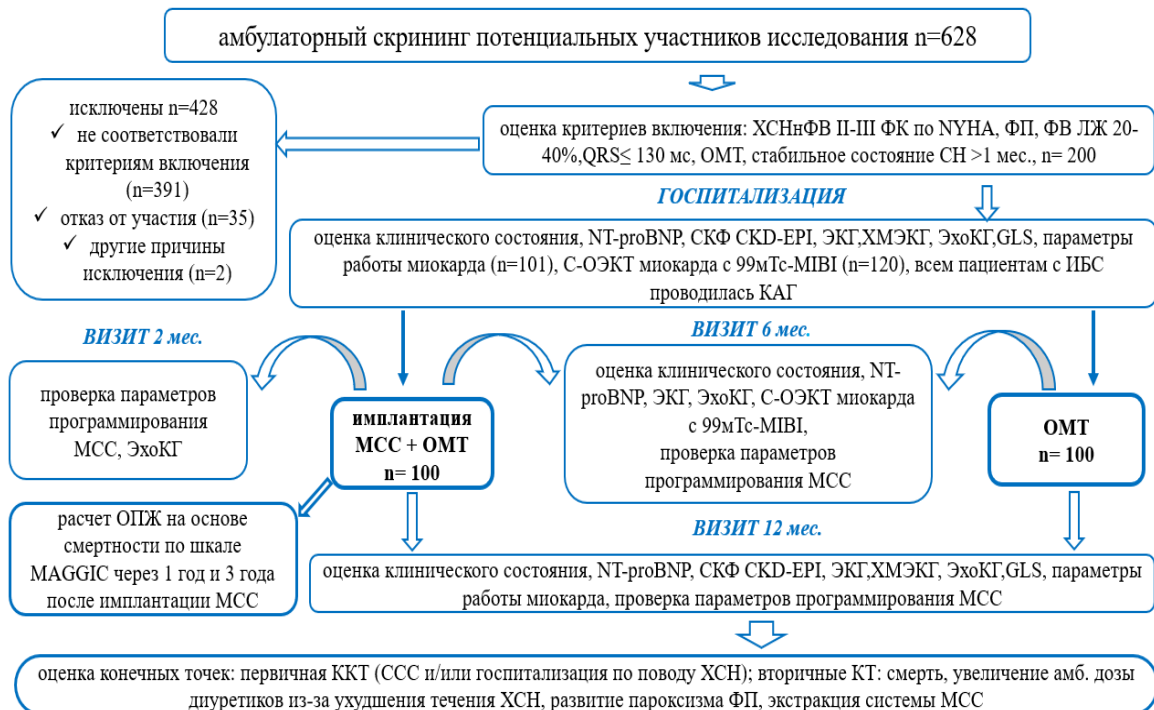 амбулаторный скрининг потенциальных участников исследования n=628
исключены n=428
✓ не соответствовали
критериям включения
(n=391)
✓ отказ от участия (n=35)
✓ другие причины
исключения (n=2)
оценка критериев включения: ХСНнФВ II-III ФК по NYHA, ФП, ФВ ЛЖ 20-
40%,QRS≤ 130 мс, ОМТ, стабильное состояние СН >1 мес., n= 200
ГОСПИТАЛИЗАЦИЯ
оценка клинического состояния, NT-proBNP, СКФ CKD-EPI, ЭКГ,ХМЭКГ, ЭхоКГ,GLS, параметры
работы миокарда (n=101), С-ОЭКТ миокарда с 99мТс-MIBI (n=120), всем пациентам с ИБС
проводилась КАГ
ВИЗИТ 2 мес.
ВИЗИТ 6 мес.
проверка параметров
программирования
МСС, ЭхоКГ
имплантация
МСС + ОМТ
n= 100
оценка клинического состояния, NT-
proBNP, ЭКГ, ЭхоКГ, С-ОЭКТ миокарда
с 99мТс-MIBI,
проверка параметров
программирования МСС
ОМТ
n= 100
расчет ОПЖ на основе
смертности по шкале
MAGGIC через 1 год и 3 года
после имплантации МСС
ВИЗИТ 12 мес.
оценка клинического состояния, NT-proBNP, СКФ CKD-EPI, ЭКГ,ХМЭКГ, ЭхоКГ,GLS, параметры
работы миокарда, проверка параметров программирования МСС
оценка конечных точек: первичная ККТ (ССС и/или госпитализация по поводу ХСН); вторичные КТ: смерть, увеличение амб. дозы
диуретиков из-за ухудшения течения ХСН, развитие пароксизма ФП, экстракция системы МСС